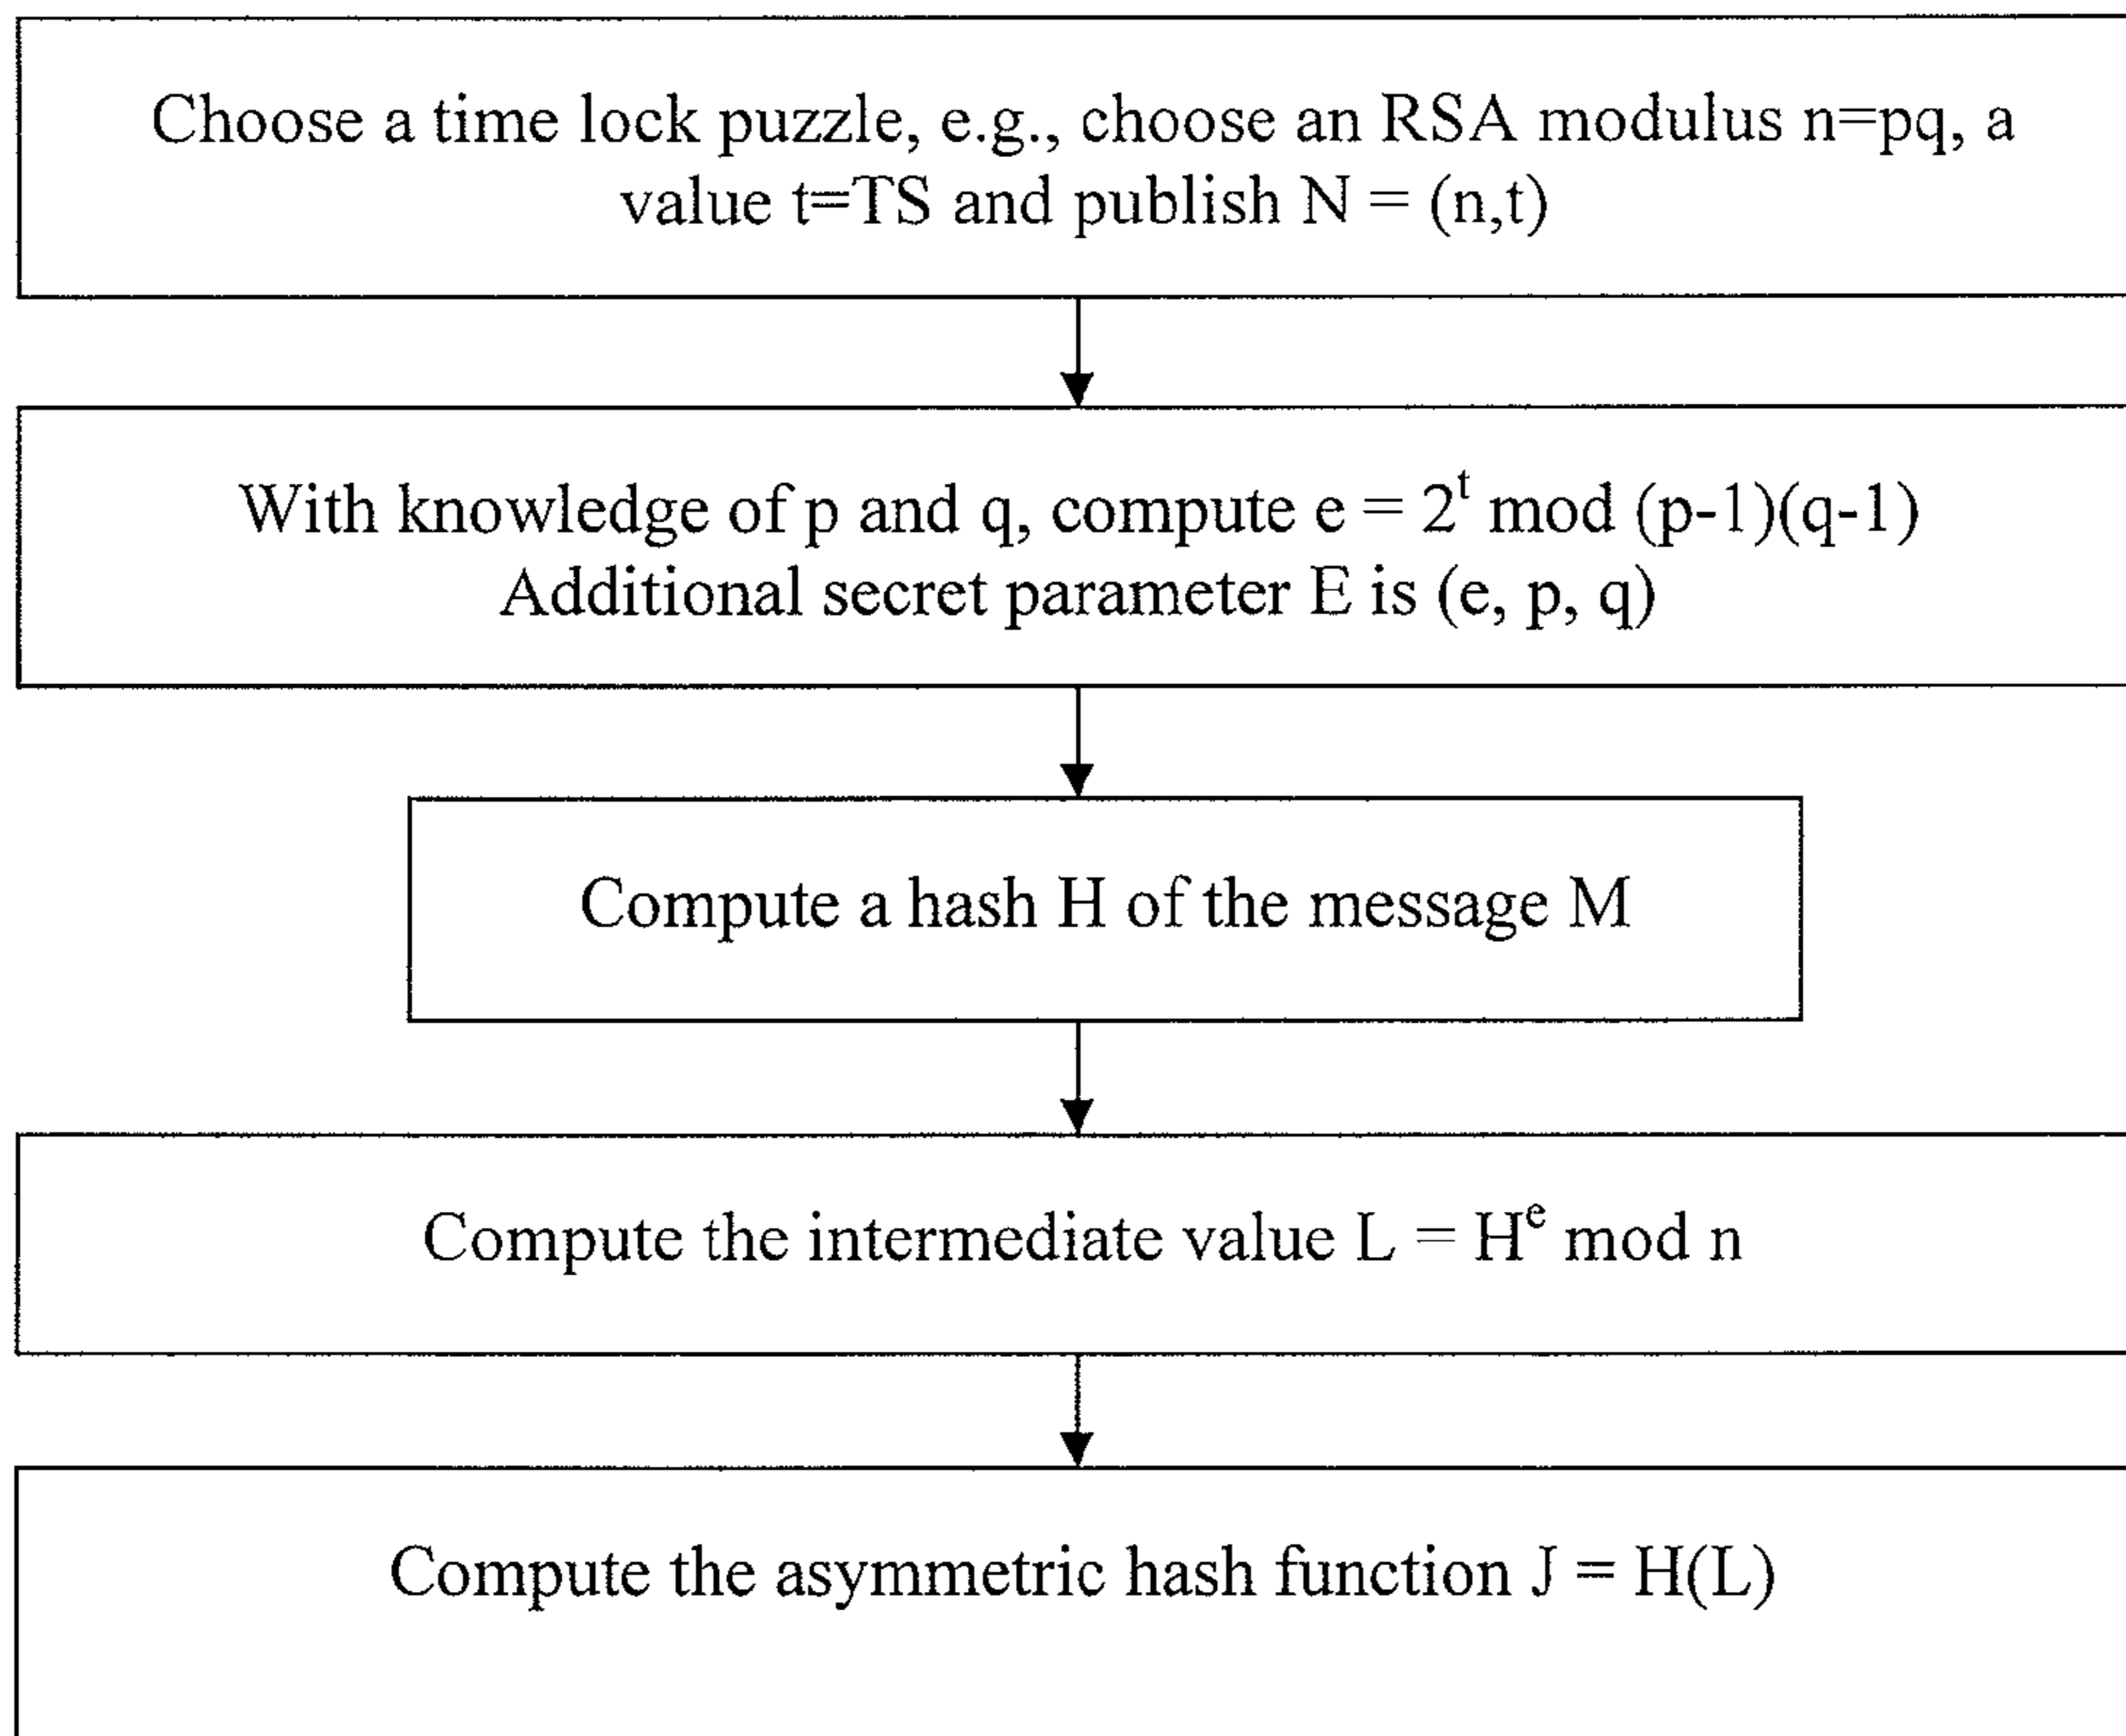 Choose a time lock puzzle, e.g., choose an RSA modulus n=pq, a
value t=TS and publish N = (n,t)
With knowledge of p and q, compute e = 2^t mod (p-1)(q-1)
Additional secret parameter E is (e, p, q)
Compute a hash H of the message M
Compute the intermediate value L = H^e mod n
Compute the asymmetric hash function J = H(L)